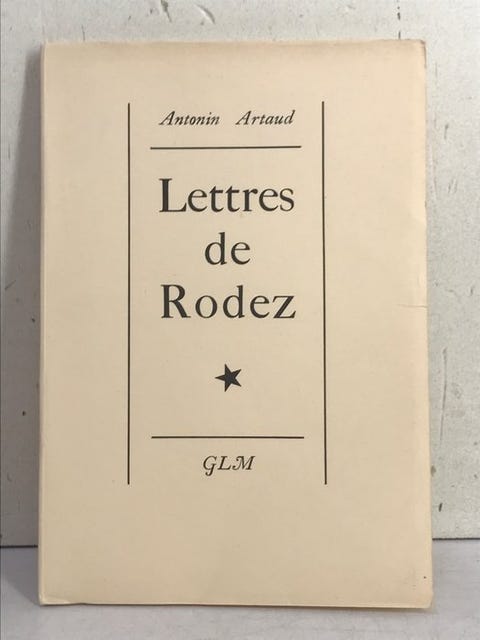 Antonin Artaud
Lettres
de
Rodez
GLM